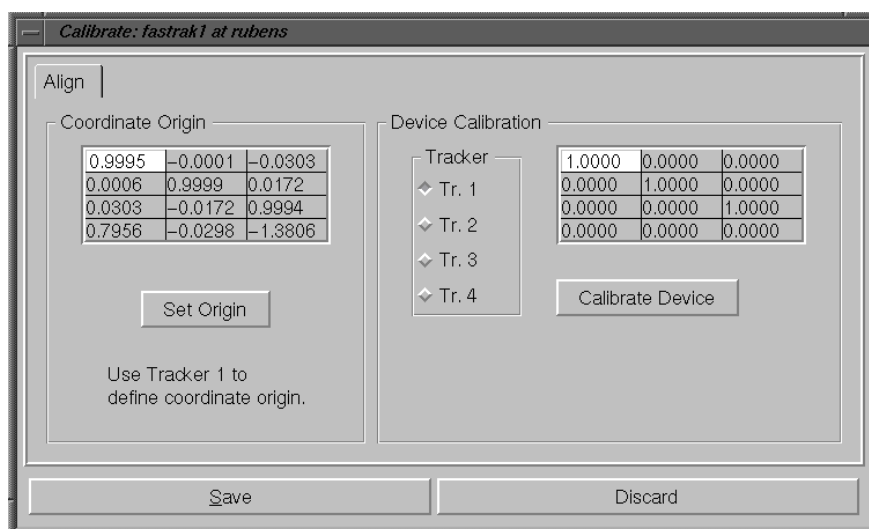 Calibrate: fastrak1 at rubens
Align
Coordinate Origin
0.9995 −0.0001 −0.0303
0.0006 0.9999 0.0172
0.0303 −0.0172 0.9994
0.7956 −0.0298 −1.3806
Set Origin
Use Tracker 1 to
define coordinate origin.
Device Calibration
Tracker
Tr. 1
Tr. 2
Tr. 3
Tr. 4
1.0000 0.0000 0.0000
0.0000 1.0000 0.0000
0.0000 0.0000 1.0000
0.0000 0.0000 0.0000
Calibrate Device
Save
Discard